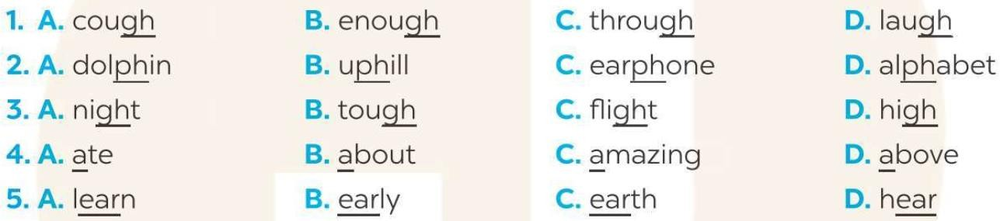 1. A. cough B. enough C. through D. laugh
2. A. dolphin B. uphill C. earphone D. alphabet
3. A. night B. tough C. flight D. high
4. A. ate B. about C. amazing D. above
5. A. learn B. early C. earth D. hear